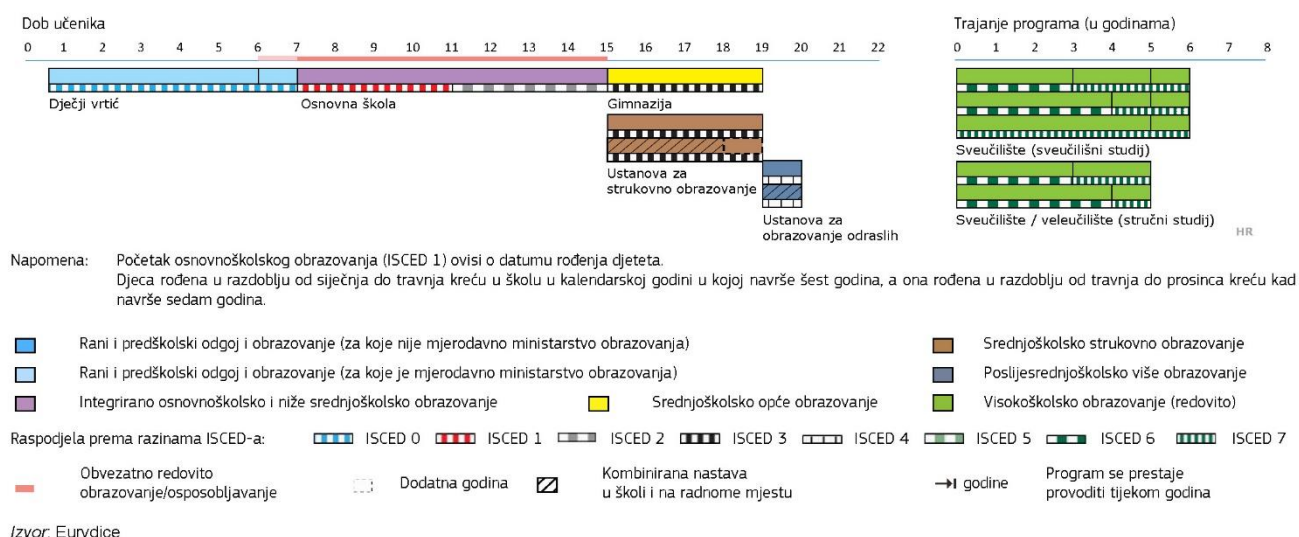 Dob učenika
0 1 2 3 4 5 6 7 8 9 10 11 12 13 14 15 16 17 18 19 20 21 22
Dječji vrtić
Osnovna škola
Gimnazija
Ustanova za
strukovno obrazovanje
Ustanova za
obrazovanje odraslih
Trajanje programa (u godinama)
0 1 2 3 4 5 6 7 8
Sveučilište (sveučilišni studij)
Sveučilište / veleučilište (stručni studij)
HR
Napomena: Početak osnovnoškolskog obrazovanja (ISCED 1) ovisi o datumu rođenja djeteta.
Djeca rođena u razdoblju od siječnja do travnja kreću u školu u kalendarskoj godini u kojoj navrše šest godina, a ona rođena u razdoblju od travnja do prosinca kreću kad
navrše sedam godina.
Rani i predškolski odgoj i obrazovanje (za koje nije mjerodavno ministarstvo obrazovanja)
Srednjoškolsko strukovno obrazovanje
Rani i predškolski odgoj i obrazovanje (za koje je mjerodavno ministarstvo obrazovanja)
Poslijesrednjoškolsko više obrazovanje
Integrirano osnovnoškolsko i niže srednjoškolsko obrazovanje
Srednjoškolsko opće obrazovanje
Visokoškolsko obrazovanje (redovito)
Raspodjela prema razinama ISCED-a: ISCED 0 ISCED 1 ISCED 2 ISCED 3 ISCED 4 ISCED 5 ISCED 6 ISCED 7
Obvezatno redovito
obrazovanje/osposobljavanje
Dodatna godina
Kombinirana nastava
u školi i na radnome mjestu
godine
Program se prestaje
provoditi tijekom godina
Izvor: Eurydice